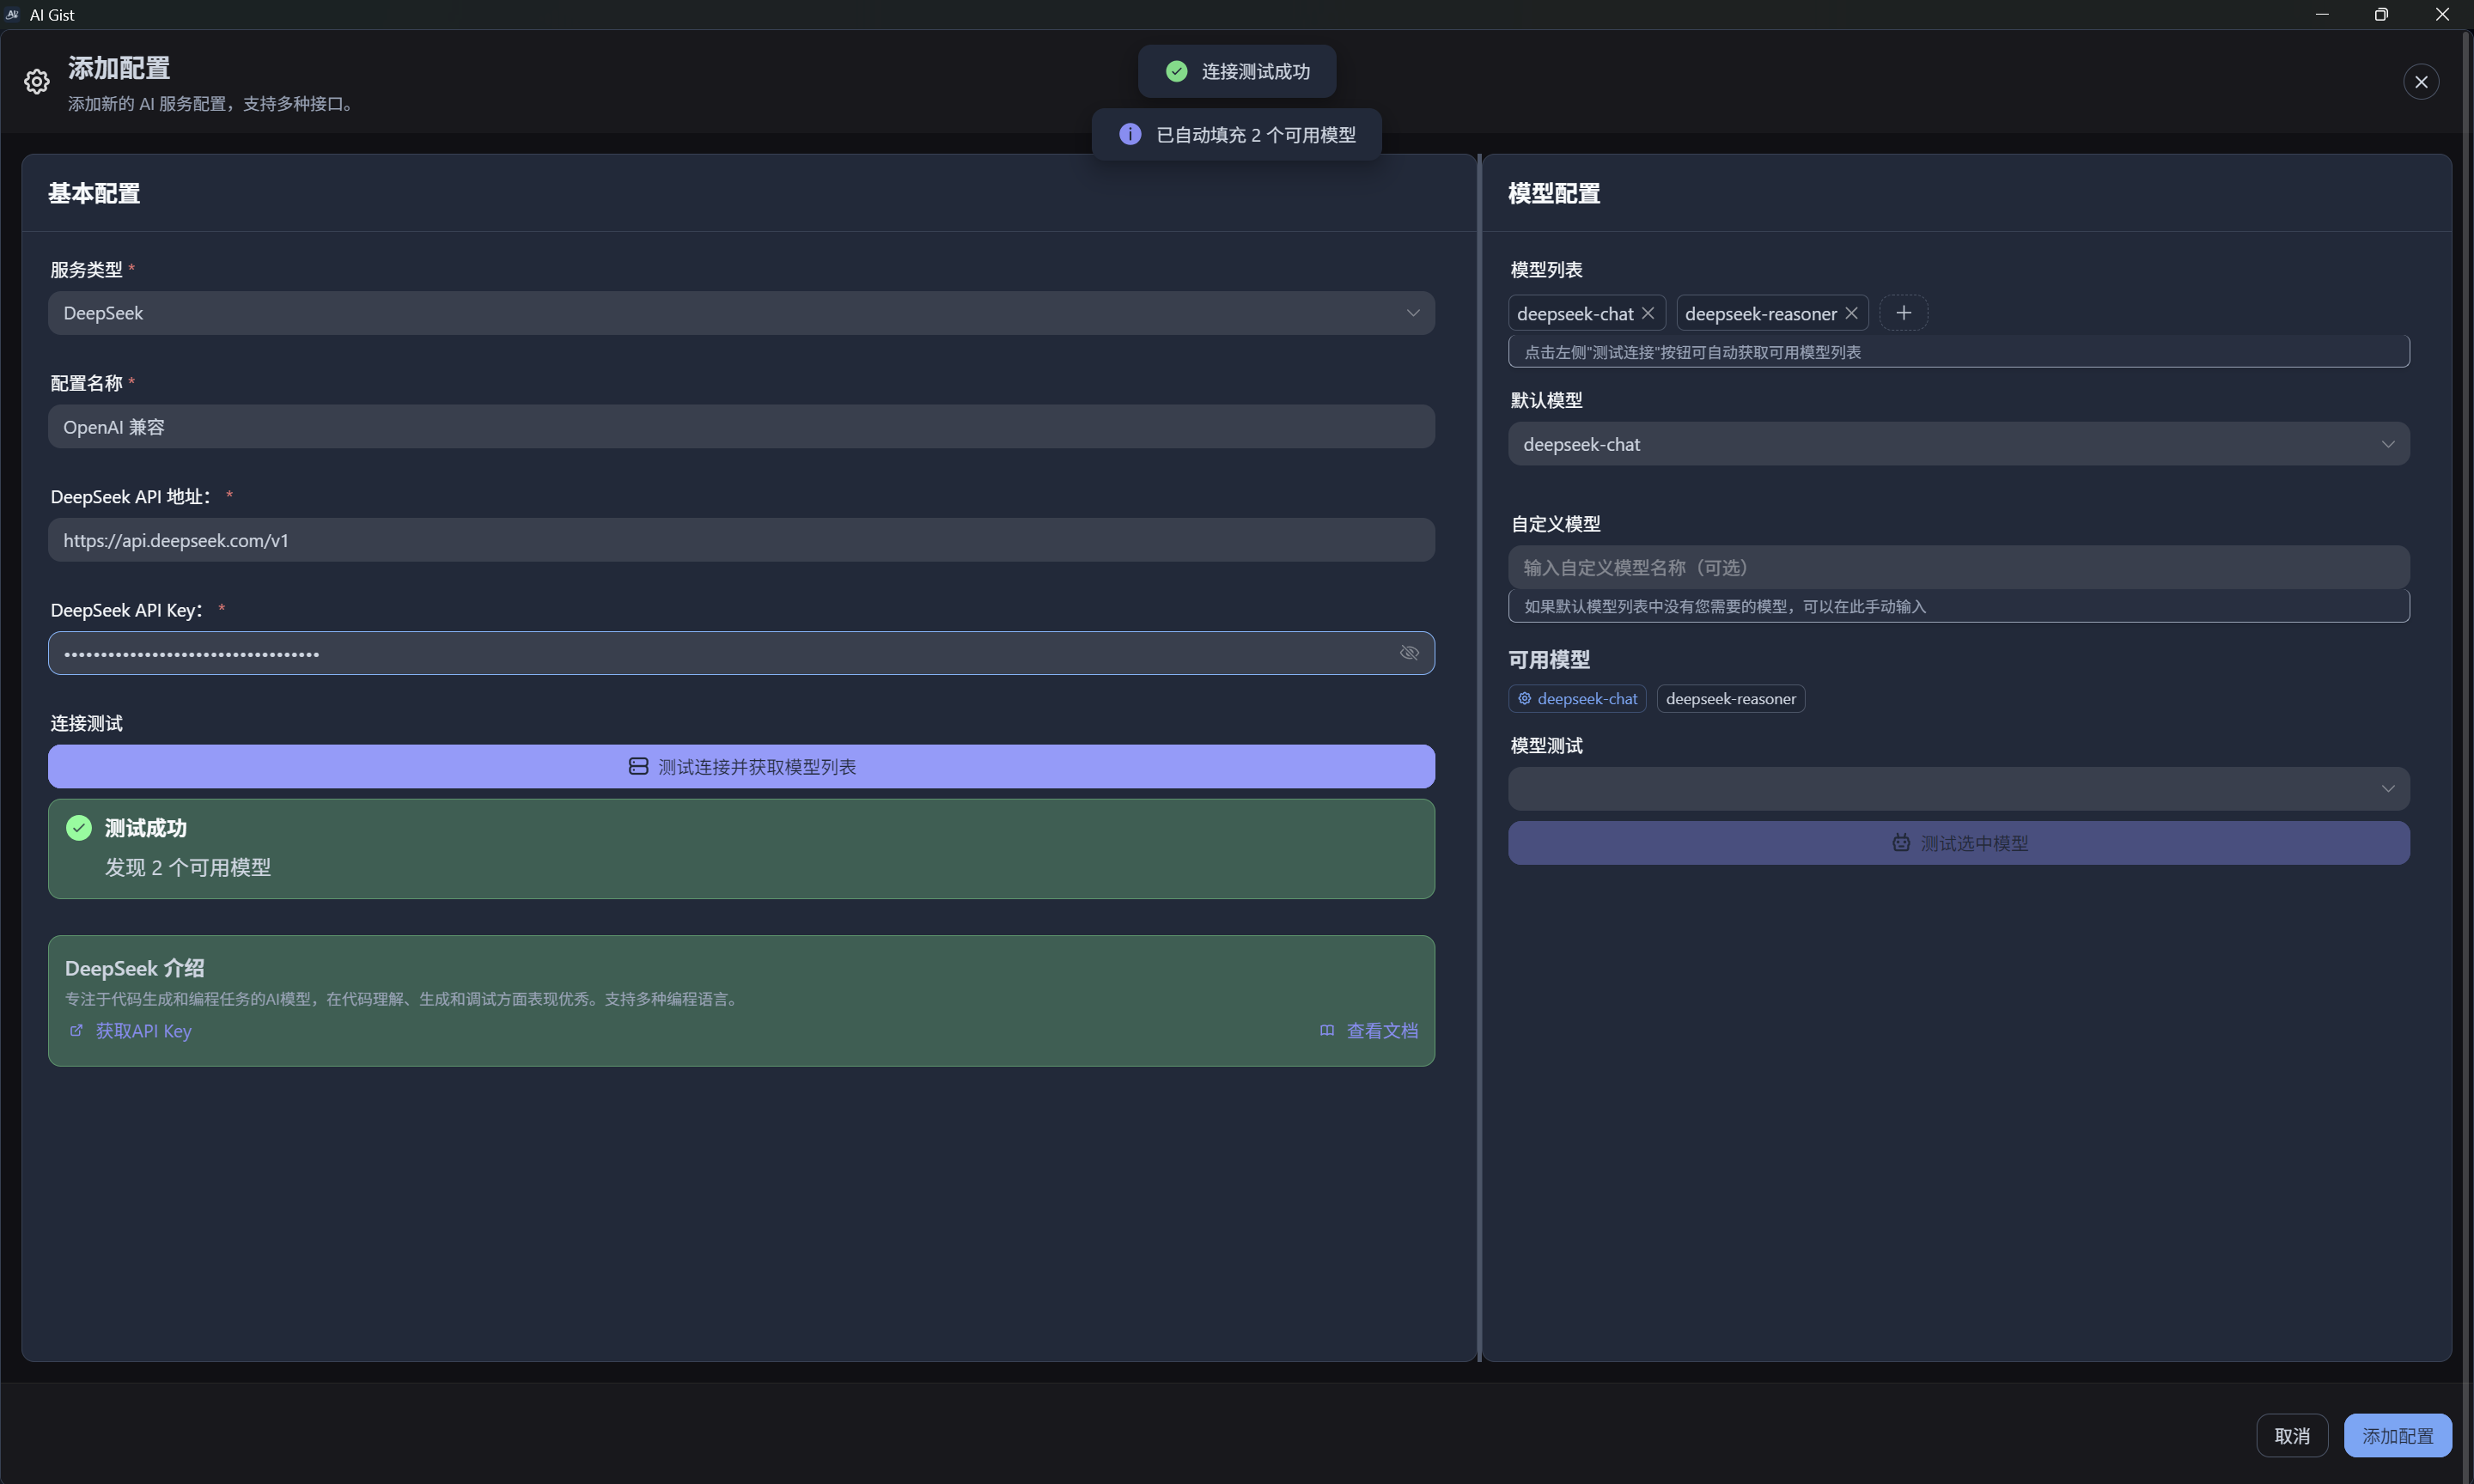 AI Gist
添加配置
添加新的 AI 服务配置，支持多种接口。
连接测试成功
已自动填充 2 个可用模型
基本配置
服务类型 *
DeepSeek
配置名称 *
OpenAI 兼容
DeepSeek API 地址： *
https://api.deepseek.com/v1
DeepSeek API Key： *
连接测试
测试连接并获取模型列表
测试成功
发现 2 个可用模型
DeepSeek 介绍
专注于代码生成和编程任务的AI模型，在代码理解、生成和调试方面表现优秀。支持多种编程语言。
获取API Key
查看文档
模型配置
模型列表
deepseek-chat deepseek-reasoner
点击左侧"测试连接"按钮可自动获取可用模型列表
默认模型
deepseek-chat
自定义模型
输入自定义模型名称（可选）
如果默认模型列表中没有您需要的模型，可以在此手动输入
可用模型
deepseek-chat deepseek-reasoner
模型测试
测试选中模型
取消
添加配置